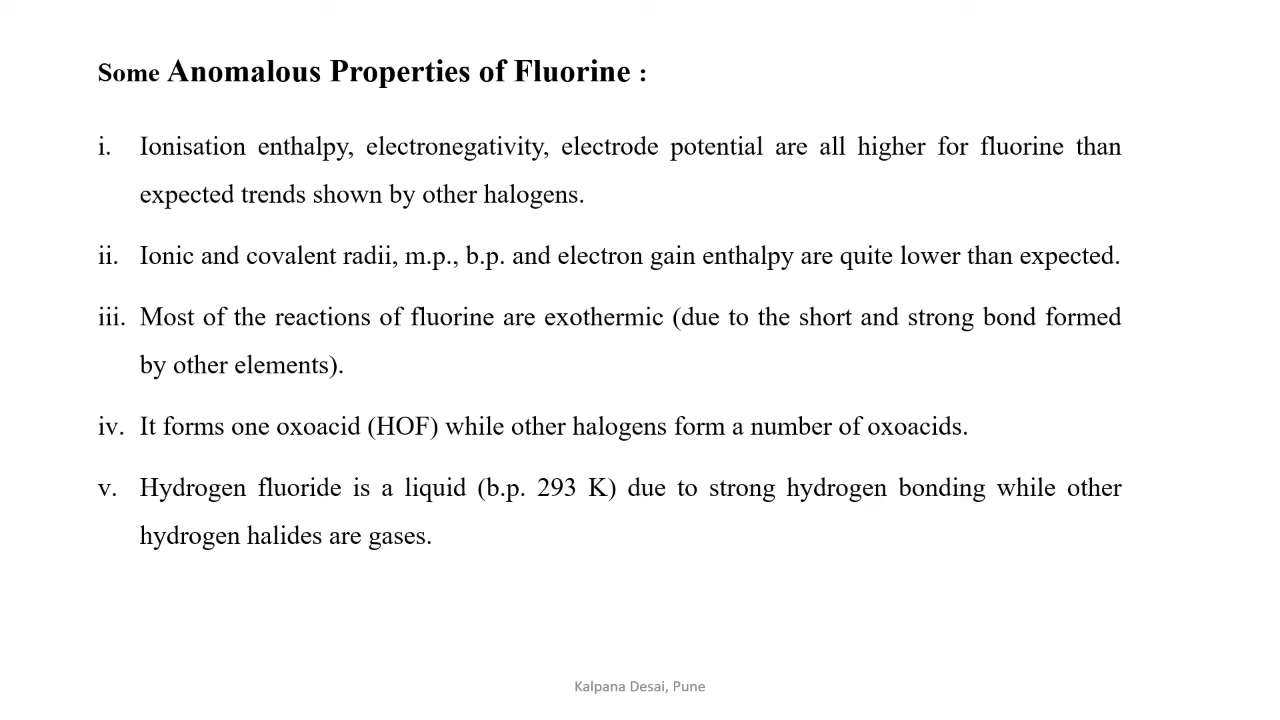 Some Anomalous Properties of Fluorine :
i. Ionisation enthalpy, electronegativity, electrode potential are all higher for fluorine than
expected trends shown by other halogens.
ii. Ionic and covalent radii, m.p., b.p. and electron gain enthalpy are quite lower than expected.
iii. Most of the reactions of fluorine are exothermic (due to the short and strong bond formed
by other elements).
iv. It forms one oxoacid (HOF) while other halogens form a number of oxoacids.
v. Hydrogen fluoride is a liquid (b.p. 293 K) due to strong hydrogen bonding while other
hydrogen halides are gases.
Kalpana Desai, Pune